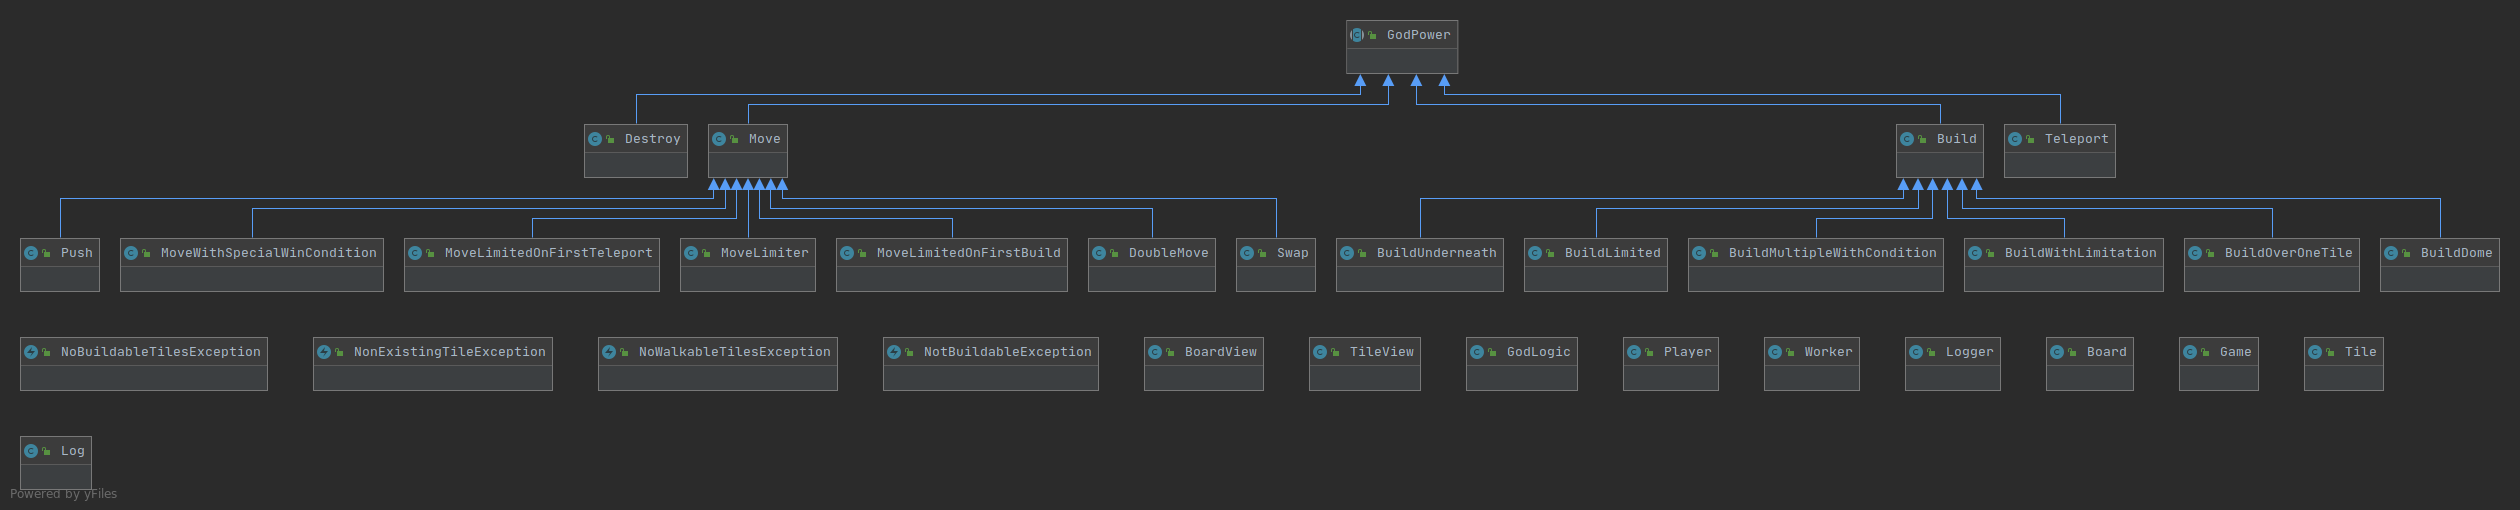 GodPower
Destroy
Move
Build
Teleport
Push
MoveWithSpecialWinCondition
MoveLimitedOnFirstTeleport
MoveLimiter
MoveLimitedOnFirstBuild
DoubleMove
Swap
BuildUnderneath
BuildLimited
BuildMultipleWithCondition
BuildWithLimitation
BuildOverOneTile
BuildDome
NoBuildableTilesException
NonExistingTileException
NoWalkableTilesException
NotBuildableException
BoardView
TileView
GodLogic
Player
Worker
Logger
Board
Game
Tile
Log
Powered by yFiles